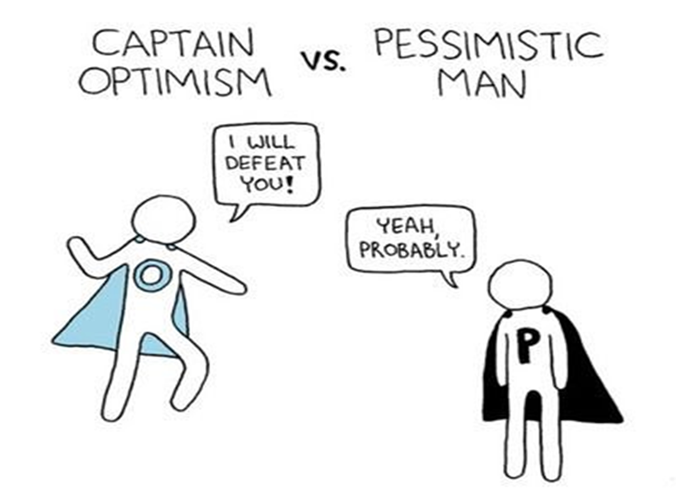 CAPTAIN
OPTIMISM
vs.
PESSIMISTIC
MAN
I WILL
DEFEAT
YOU!
YEAH,
PROBABLY.
O
P